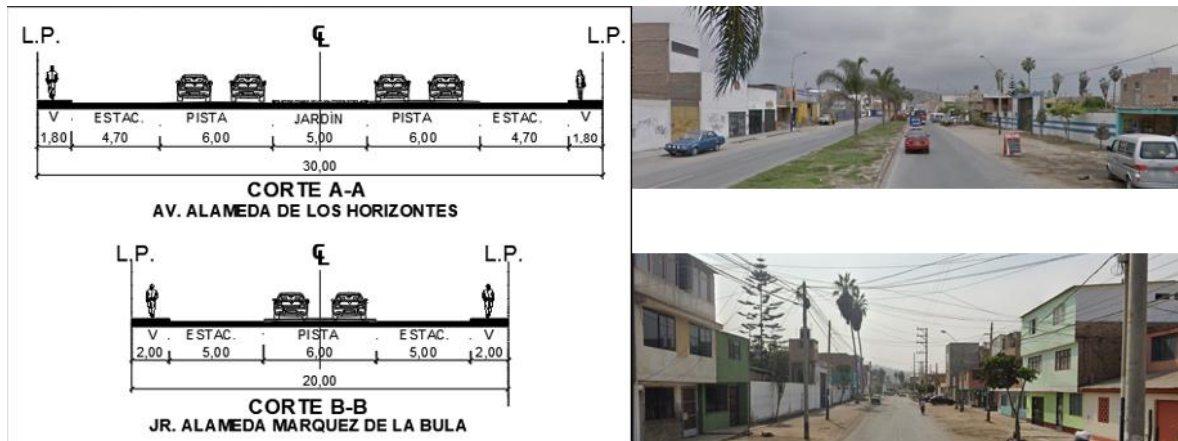 L.P. ℄ L.P.
V ESTAC. PISTA JARDÍN PISTA ESTAC. V
1,80 4,70 6,00 5,00 6,00 4,70 1,80
30,00
CORTE A-A
AV. ALAMEDA DE LOS HORIZONTES
L.P. ℄ L.P.
V ESTAC. PISTA ESTAC. V
2,00 5,00 6,00 5,00 2,00
20,00
CORTE B-B
JR. ALAMEDA MARQUEZ DE LA BULA